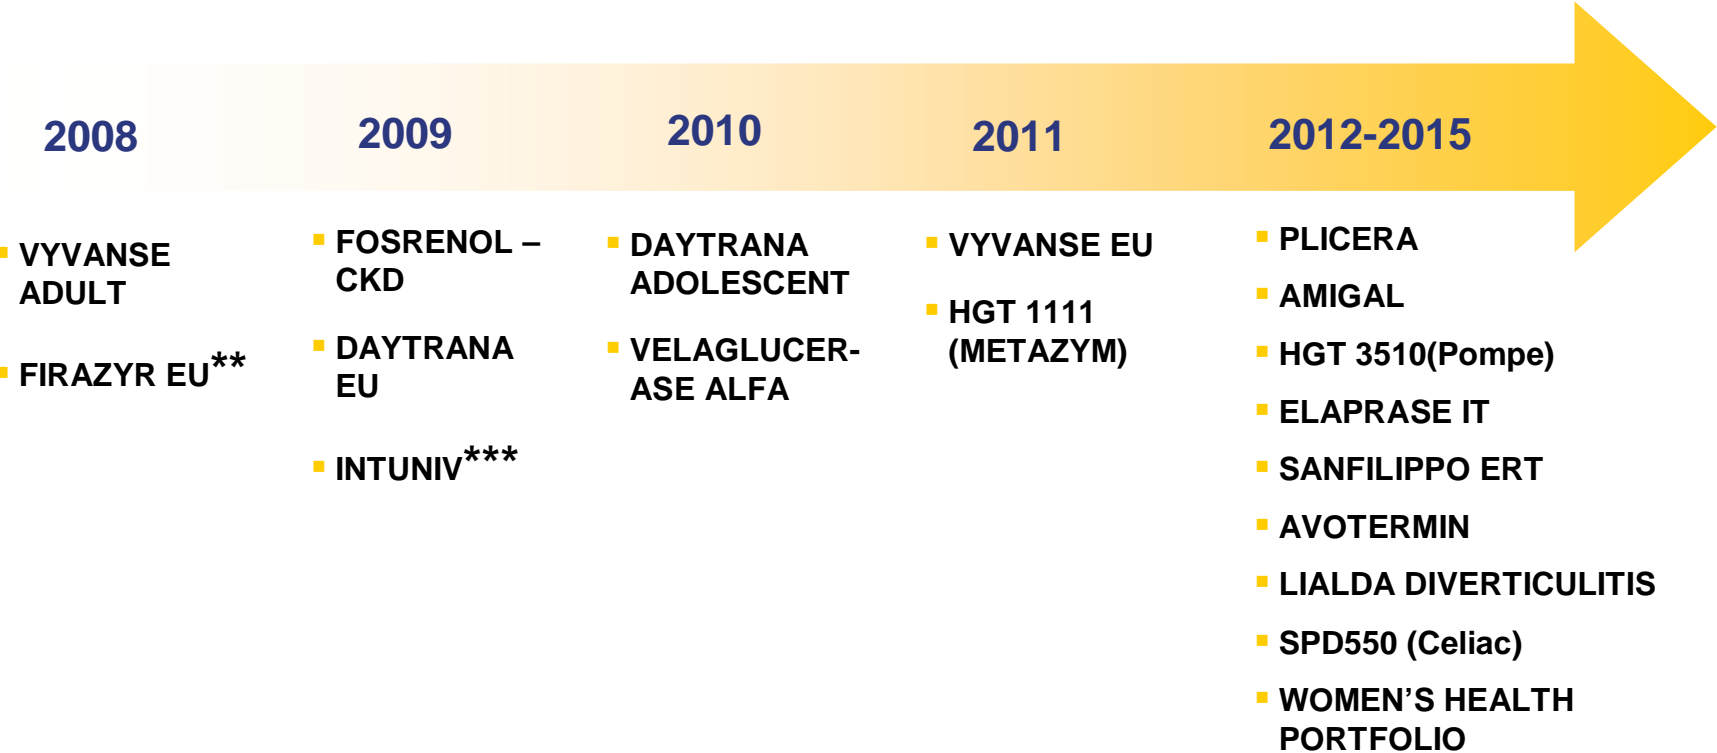 2008
2009
2010
2011
2012-2015
▪ VYVANSE
ADULT
▪ FIRAZYR EU**
▪ FOSRENOL –
CKD
▪ DAYTRANA
EU
▪ INTUNIV***
▪ DAYTRANA
ADOLESCENT
▪ VELAGLUCER-
ASE ALFA
▪ VYVANSE EU
▪ HGT 1111
(METAZYM)
▪ PLICERA
▪ AMIGAL
▪ HGT 3510(Pompe)
▪ ELAPRASE IT
▪ SANFILIPPO ERT
▪ AVOTERMIN
▪ LIALDA DIVERTICULITIS
▪ SPD550 (Celiac)
▪ WOMEN’S HEALTH
PORTFOLIO